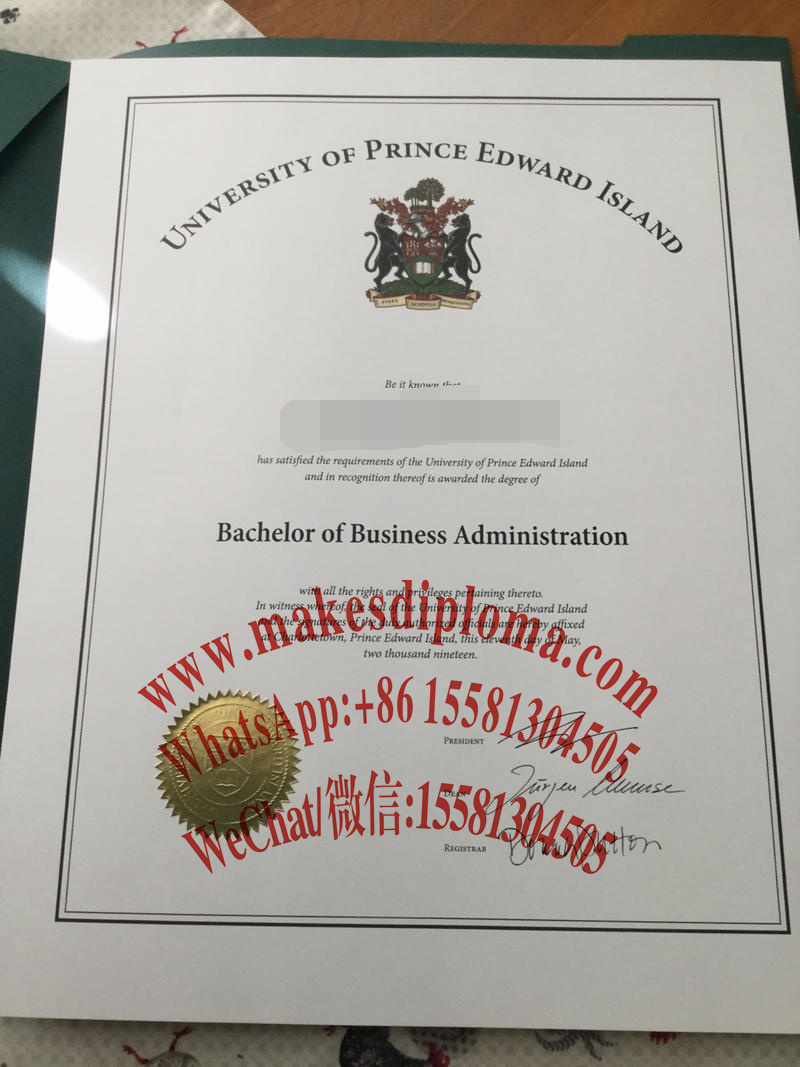 UNIVERSITY OF PRINCE EDWARD ISLAND
Be it known that
has satisfied the requirements of the University of Prince Edward Island
and in recognition thereof is awarded the degree of
Bachelor of Business Administration
with all the rights and privileges pertaining thereto.
In witness whereof, the seal of the University of Prince Edward Island
and the signatures of the duly authorized officials are hereby affixed
at Charlottetown, Prince Edward Island, this eleventh day of May,
two thousand nineteen.
www.makesdiploma.com
WhatsApp:+86 15581304505
PRESIDENT
DEAN
WeChat/微信:15581304505
REGISTRAR